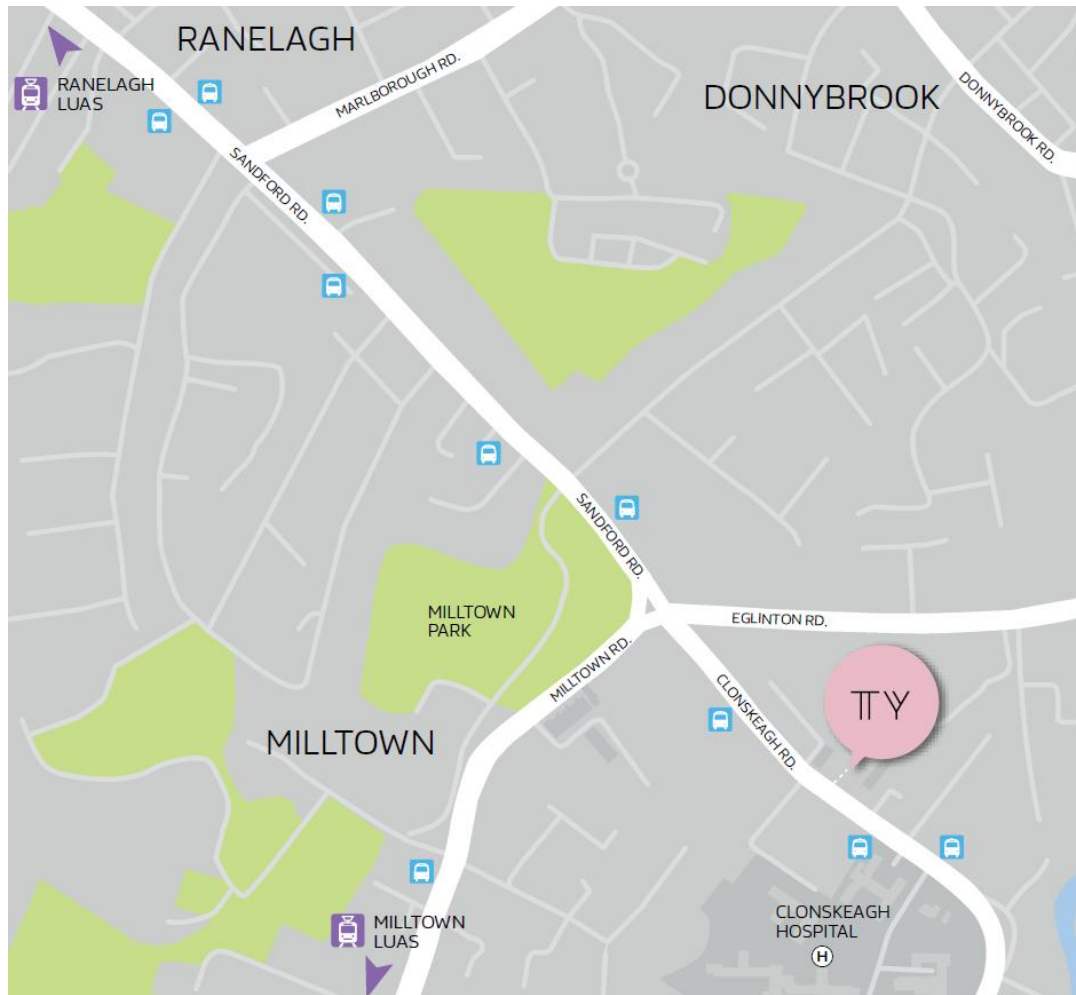 RANELAGH
RANELAGH
LUAS
MARLBOROUGH RD.
DONNYBROOK
DONNYBROOK RD.
SANDFORD RD.
SANDFORD RD.
MILLTOWN
PARK
EGLINTON RD.
MILLTOWN RD.
CLONSKEAGH RD.
TY
MILLTOWN
MILLTOWN
LUAS
CLONSKEAGH
HOSPITAL
H